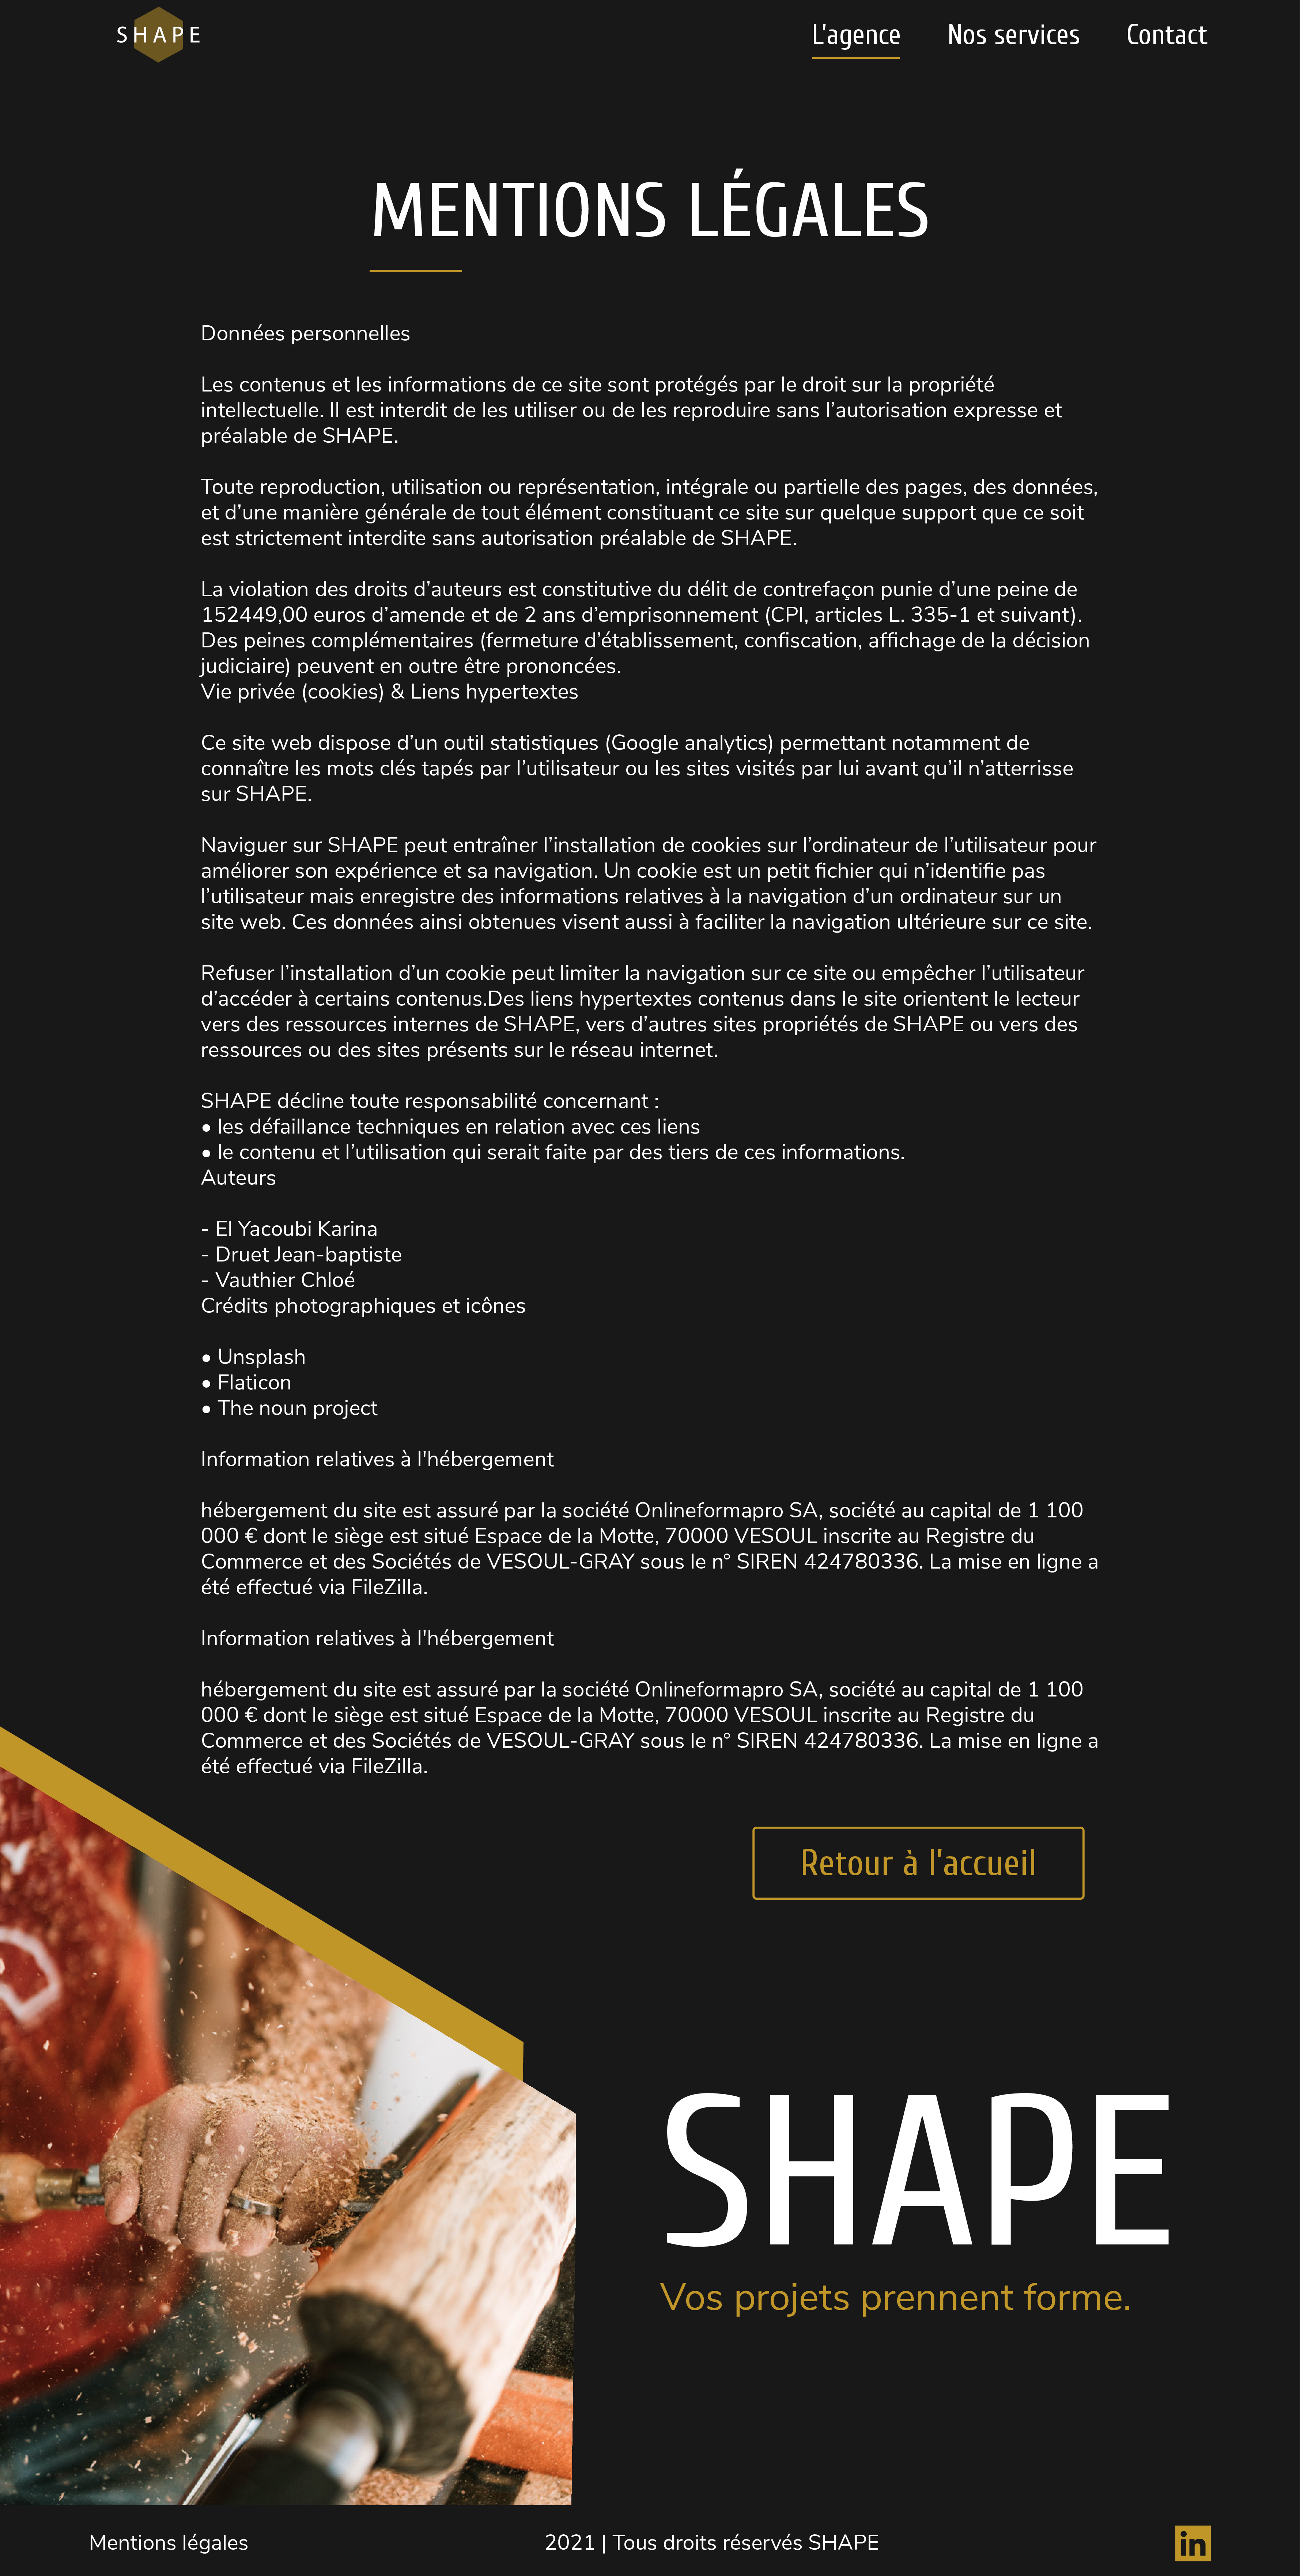 SHAPE
L'agence
Nos services
Contact
MENTIONS LÉGALES
Données personnelles
Les contenus et les informations de ce site sont protégés par le droit sur la propriété
intellectuelle. Il est interdit de les utiliser ou de les reproduire sans l’autorisation expresse et
préalable de SHAPE.
Toute reproduction, utilisation ou représentation, intégrale ou partielle des pages, des données,
et d’une manière générale de tout élément constituant ce site sur quelque support que ce soit
est strictement interdite sans autorisation préalable de SHAPE.
La violation des droits d’auteurs est constitutive du délit de contrefaçon punie d’une peine de
152449,00 euros d’amende et de 2 ans d’emprisonnement (CPI, articles L. 335-1 et suivant).
Des peines complémentaires (fermeture d’établissement, confiscation, affichage de la décision
judiciaire) peuvent en outre être prononcées.
Vie privée (cookies) & Liens hypertextes
Ce site web dispose d’un outil statistiques (Google analytics) permettant notamment de
connaître les mots clés tapés par l’utilisateur ou les sites visités par lui avant qu’il n’atterrisse
sur SHAPE.
Naviguer sur SHAPE peut entraîner l’installation de cookies sur l’ordinateur de l’utilisateur pour
améliorer son expérience et sa navigation. Un cookie est un petit fichier qui n’identifie pas
l’utilisateur mais enregistre des informations relatives à la navigation d’un ordinateur sur un
site web. Ces données ainsi obtenues visent aussi à faciliter la navigation ultérieure sur ce site.
Refuser l’installation d’un cookie peut limiter la navigation sur ce site ou empêcher l’utilisateur
d’accéder à certains contenus.Des liens hypertextes contenus dans le site orientent le lecteur
vers des ressources internes de SHAPE, vers d’autres sites propriétés de SHAPE ou vers des
ressources ou des sites présents sur le réseau internet.
SHAPE décline toute responsabilité concernant :
• les défaillance techniques en relation avec ces liens
• le contenu et l’utilisation qui serait faite par des tiers de ces informations.
Auteurs
- El Yacoubi Karina
- Druet Jean-baptiste
- Vauthier Chloé
Crédits photographiques et icônes
• Unsplash
• Flaticon
• The noun project
Information relatives à l'hébergement
hébergement du site est assuré par la société Onlineformapro SA, société au capital de 1 100
000 € dont le siège est situé Espace de la Motte, 70000 VESOUL inscrite au Registre du
Commerce et des Sociétés de VESOUL-GRAY sous le n° SIREN 424780336. La mise en ligne a
été effectué via FileZilla.
Information relatives à l'hébergement
hébergement du site est assuré par la société Onlineformapro SA, société au capital de 1 100
000 € dont le siège est situé Espace de la Motte, 70000 VESOUL inscrite au Registre du
Commerce et des Sociétés de VESOUL-GRAY sous le n° SIREN 424780336. La mise en ligne a
été effectué via FileZilla.
Retour à l'accueil
SHAPE
Vos projets prennent forme.
Mentions légales
2021 | Tous droits réservés SHAPE
in